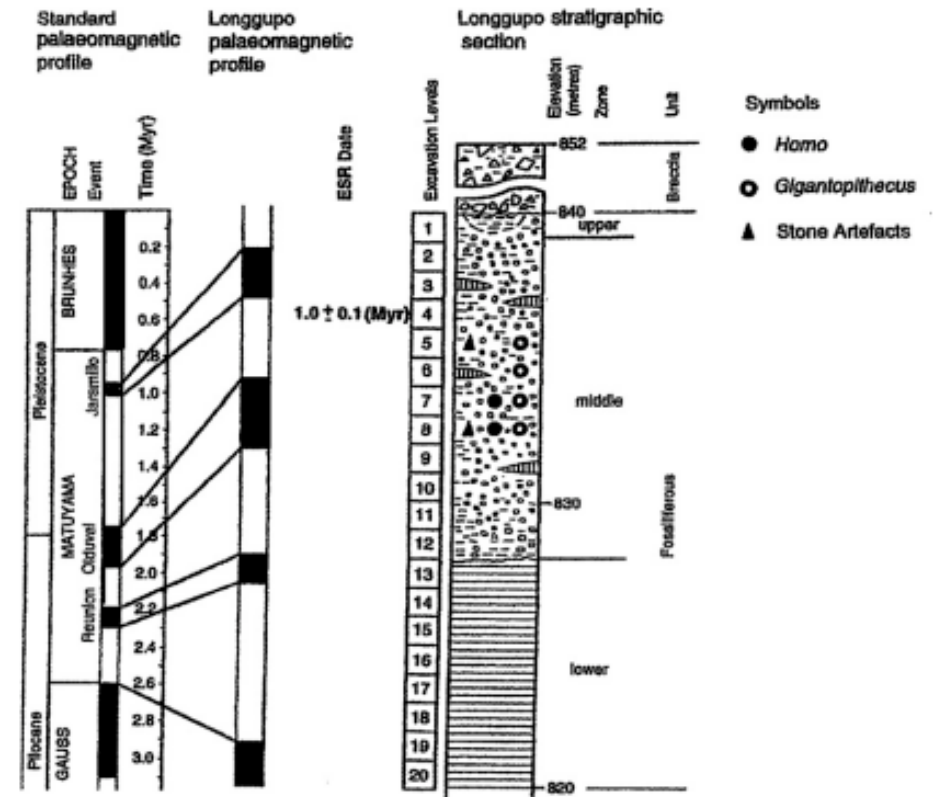 Standard
palaeomagnetic
profile
Longgupo
palaeomagnetic
profile
Longgupo stratigraphic
section
EPOCH
Event
Time (Myr)
ESR Date
Excavation Levels
Elevation
(metres)
Zone
Unit
Symbols
Homo
Gigantopithecus
Stone Artefacts
Pleistocene
Pliocene
BRUNHES
MATUYAMA
GAUSS
Jaramillo
Olduvai
Reunion
0.2
0.4
0.6
0.8
1.0
1.2
1.4
1.6
1.8
2.0
2.2
2.4
2.6
2.8
3.0
1.0 ± 0.1 (Myr)
1
2
3
4
5
6
7
8
9
10
11
12
13
14
15
16
17
18
19
20
852
840
830
820
upper
middle
lower
Breccia
Fossiliferous